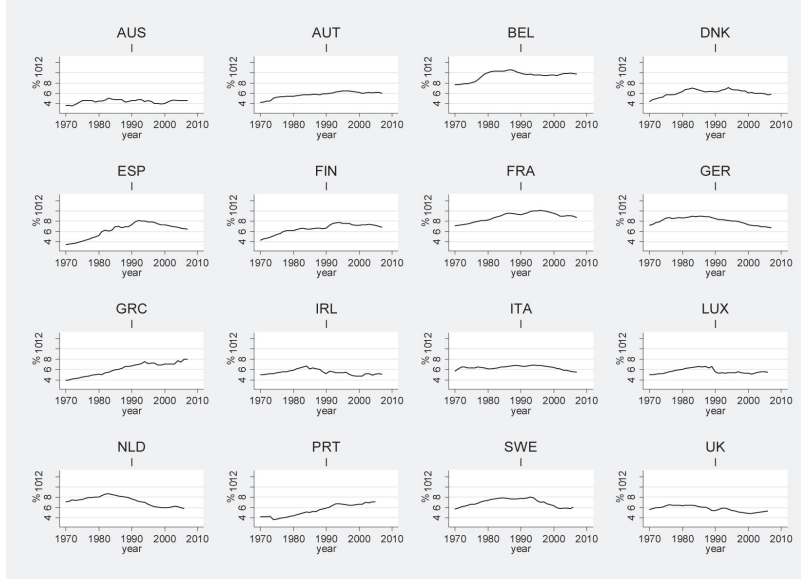 AUS AUT BEL DNK
% 4 6 8 1012 % 4 6 8 1012 % 4 6 8 1012 % 4 6 8 1012
1970 1980 1990 2000 2010 1970 1980 1990 2000 2010 1970 1980 1990 2000 2010 1970 1980 1990 2000 2010
year year year year
ESP FIN FRA GER
% 4 6 8 1012 % 4 6 8 1012 % 4 6 8 1012 % 4 6 8 1012
1970 1980 1990 2000 2010 1970 1980 1990 2000 2010 1970 1980 1990 2000 2010 1970 1980 1990 2000 2010
year year year year
GRC IRL ITA LUX
% 4 6 8 1012 % 4 6 8 1012 % 4 6 8 1012 % 4 6 8 1012
1970 1980 1990 2000 2010 1970 1980 1990 2000 2010 1970 1980 1990 2000 2010 1970 1980 1990 2000 2010
year year year year
NLD PRT SWE UK
% 4 6 8 1012 % 4 6 8 1012 % 4 6 8 1012 % 4 6 8 1012
1970 1980 1990 2000 2010 1970 1980 1990 2000 2010 1970 1980 1990 2000 2010 1970 1980 1990 2000 2010
year year year year